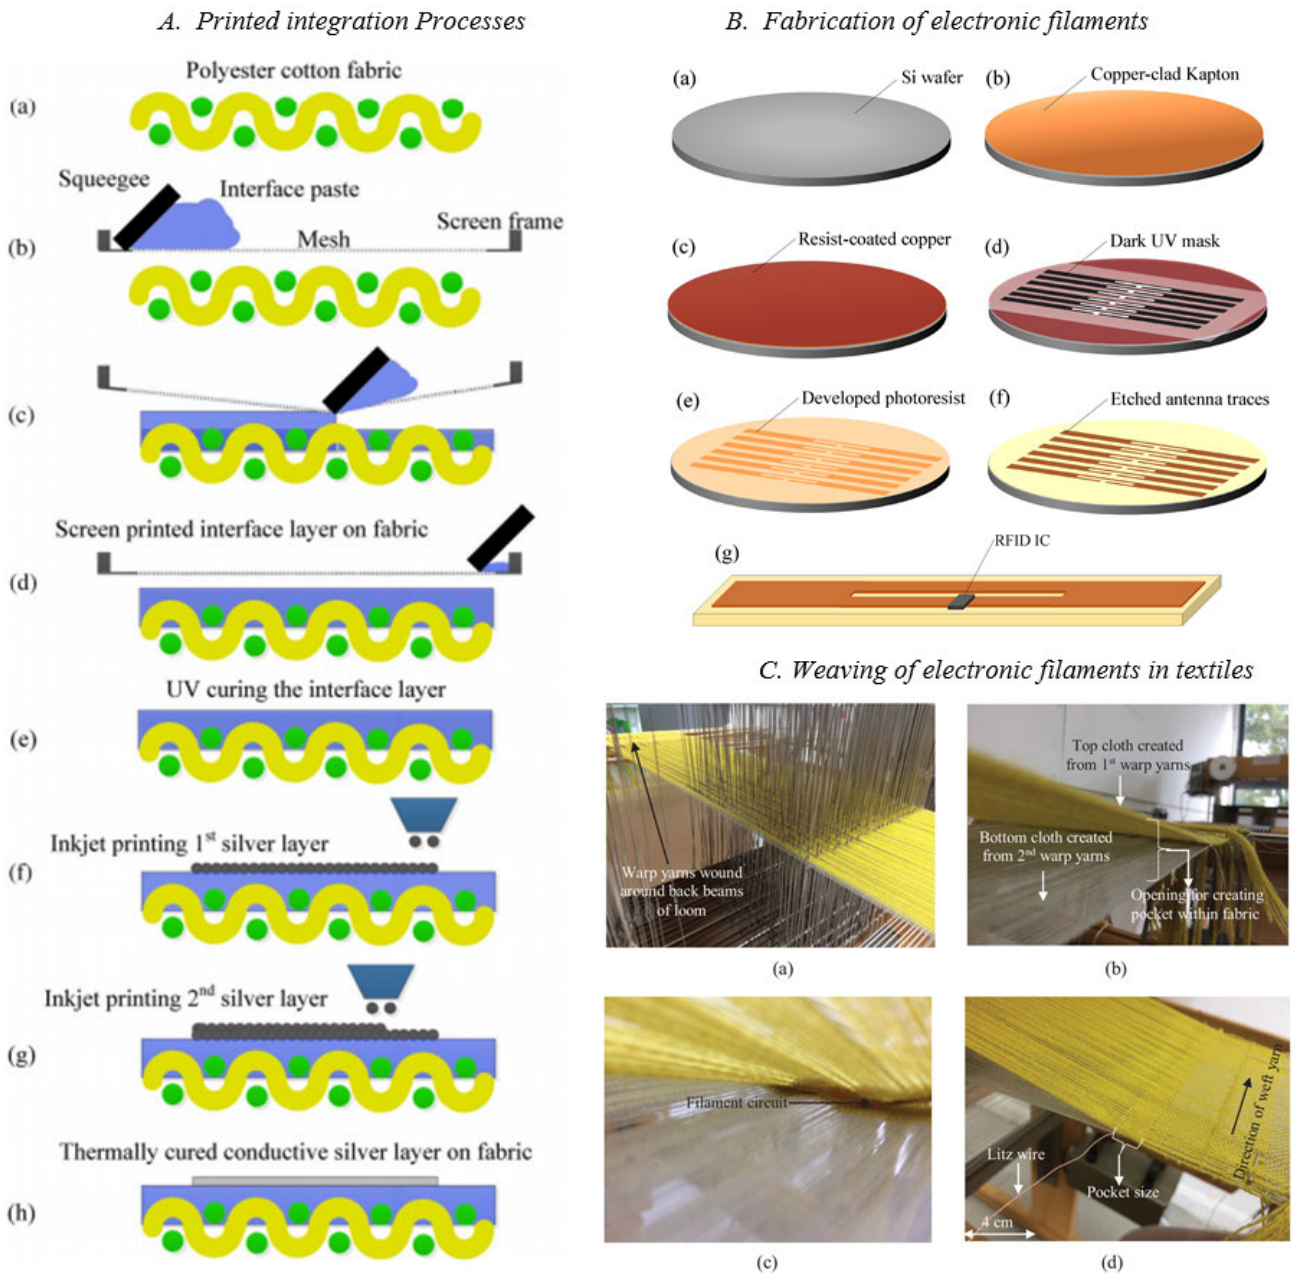 A. Printed integration Processes
Polyester cotton fabric
(a)
Squeegee
Interface paste
Screen frame
Mesh
(b)
(c)
Screen printed interface layer on fabric
(d)
UV curing the interface layer
(e)
Inkjet printing 1st silver layer
(f)
Inkjet printing 2nd silver layer
(g)
Thermally cured conductive silver layer on fabric
(h)
B. Fabrication of electronic filaments
(a)
Si wafer
(b)
Copper-clad Kapton
(c)
Resist-coated copper
(d)
Dark UV mask
(e)
Developed photoresist
(f)
Etched antenna traces
(g)
RFID IC
C. Weaving of electronic filaments in textiles
Warp yarns wound
around back beams
of loom
(a)
Top cloth created
from 1st warp yarns
Bottom cloth created
from 2nd warp yarns
Opening for creating
pocket within fabric
(b)
Filament circuit
(c)
Direction of weft yarn
Litz wire
Pocket size
4 cm
(d)